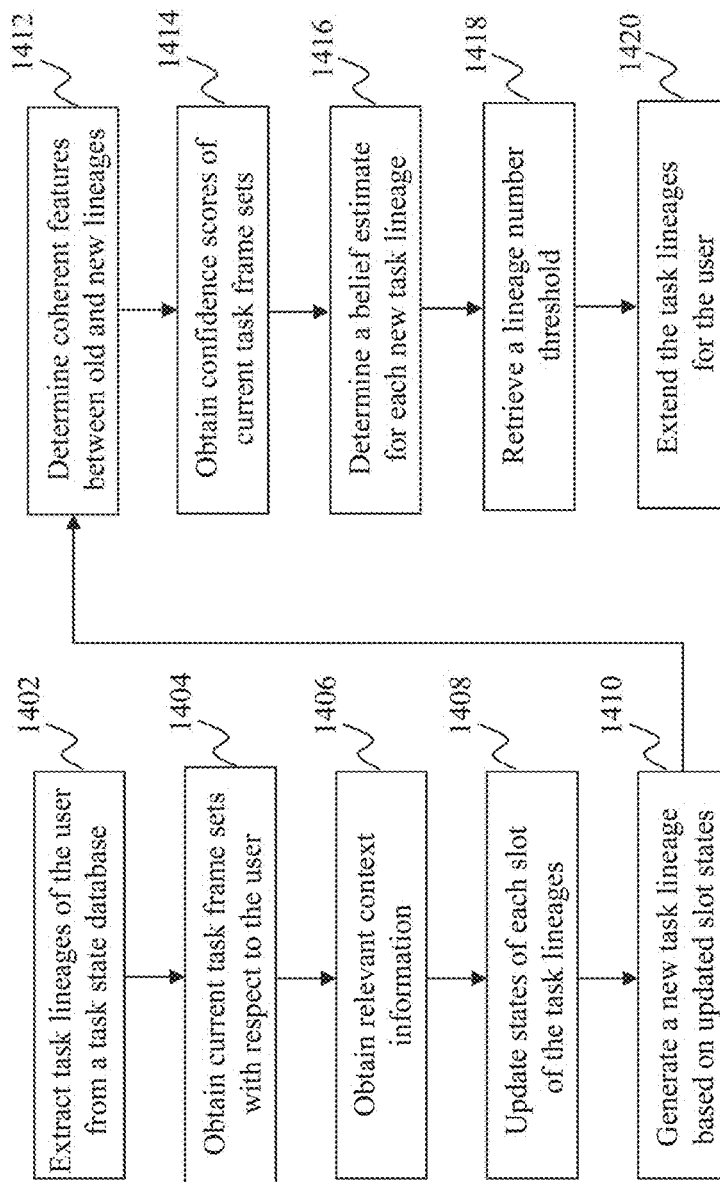 1402
Extract task lineages of the user
from a task state database
1404
Obtain current task frame sets
with respect to the user
1406
Obtain relevant context
information
1408
Update states of each slot
of the task lineages
1410
Generate a new task lineage
based on updated slot states
1412
Determine coherent features
between old and new lineages
1414
Obtain confidence scores of
current task frame sets
1416
Determine a belief estimate
for each new task lineage
1418
Retrieve a lineage number
threshold
1420
Extend the task lineages
for the user